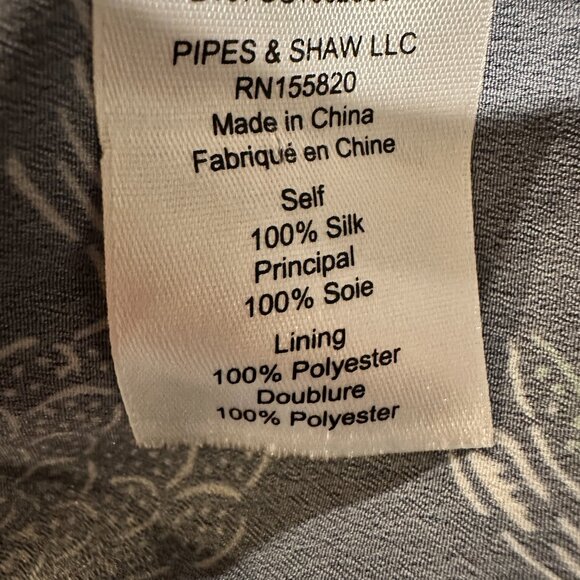 PIPES & SHAW LLC
RN155820
Made in China
Fabriqué en Chine
Self
100% Silk
Principal
100% Soie
Lining
100% Polyester
Doublure
100% Polyester